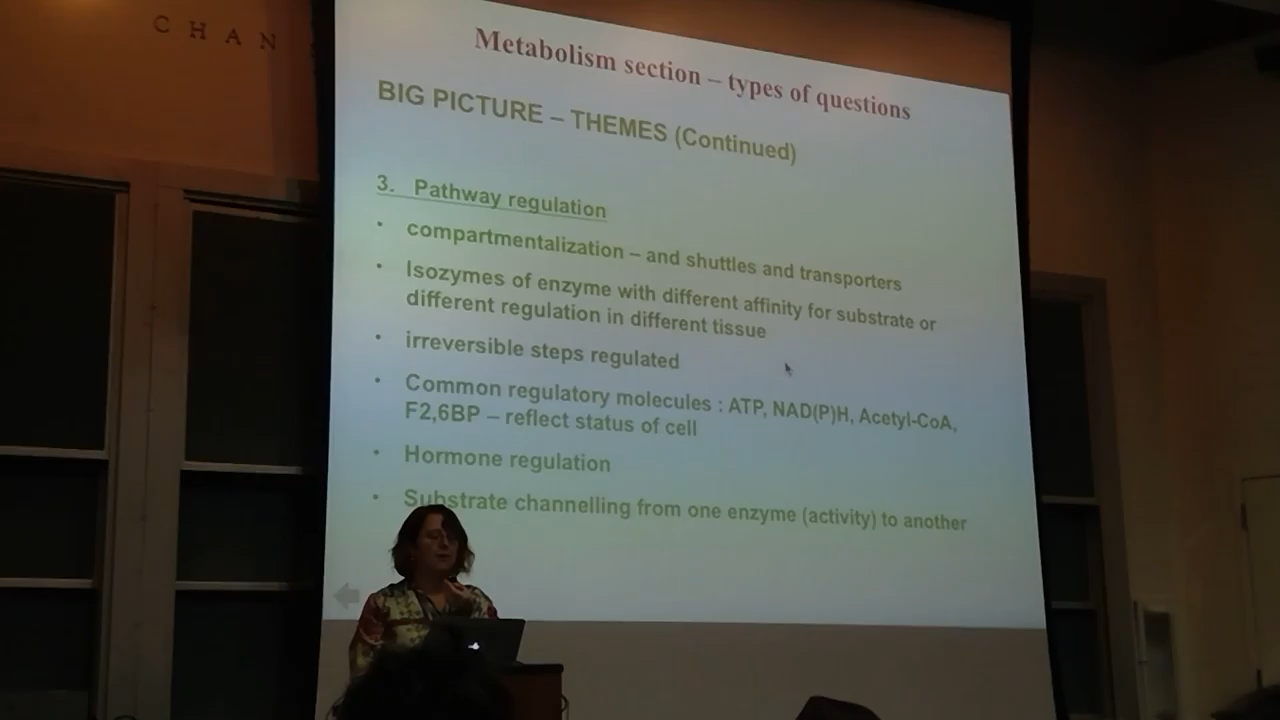 CHAN
Metabolism section – types of questions
BIG PICTURE – THEMES (Continued)
3. Pathway regulation
• compartmentalization – and shuttles and transporters
• Isozymes of enzyme with different affinity for substrate or
different regulation in different tissue
• irreversible steps regulated
• Common regulatory molecules : ATP, NAD(P)H, Acetyl-CoA,
F2,6BP – reflect status of cell
• Hormone regulation
• Substrate channelling from one enzyme (activity) to another